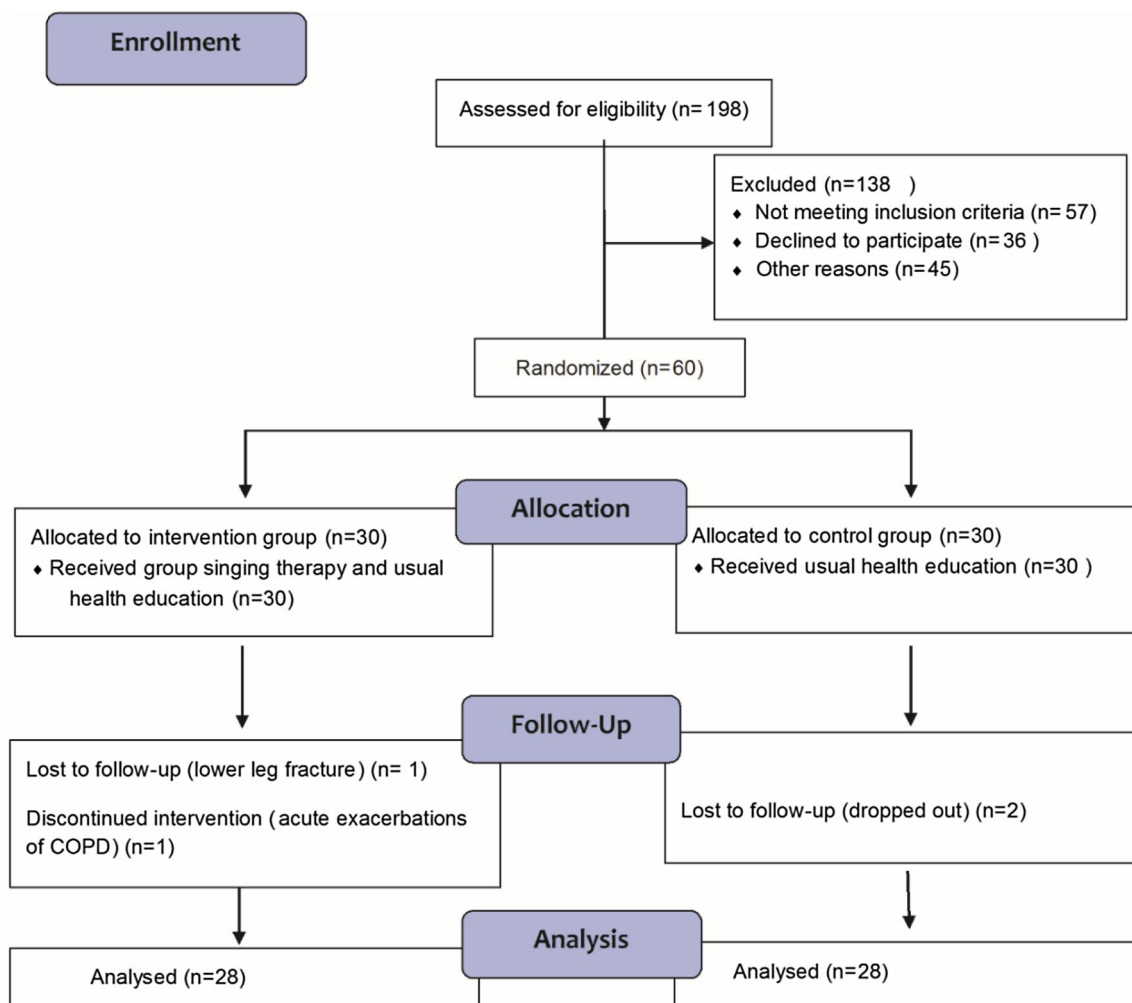 Enrollment
Assessed for eligibility (n= 198)
Excluded (n=138 )
♦ Not meeting inclusion criteria (n= 57)
♦ Declined to participate (n= 36 )
♦ Other reasons (n= 45)
Randomized (n= 60)
Allocation
Allocated to intervention group (n=30)
♦ Received group singing therapy and usual
health education (n=30)
Allocated to control group (n=30)
♦ Received usual health education (n=30 )
Follow-Up
Lost to follow-up (lower leg fracture) (n= 1)
Discontinued intervention (acute exacerbations
of COPD) (n=1)
Lost to follow-up (dropped out) (n=2)
Analysis
Analysed (n=28)
Analysed (n=28)